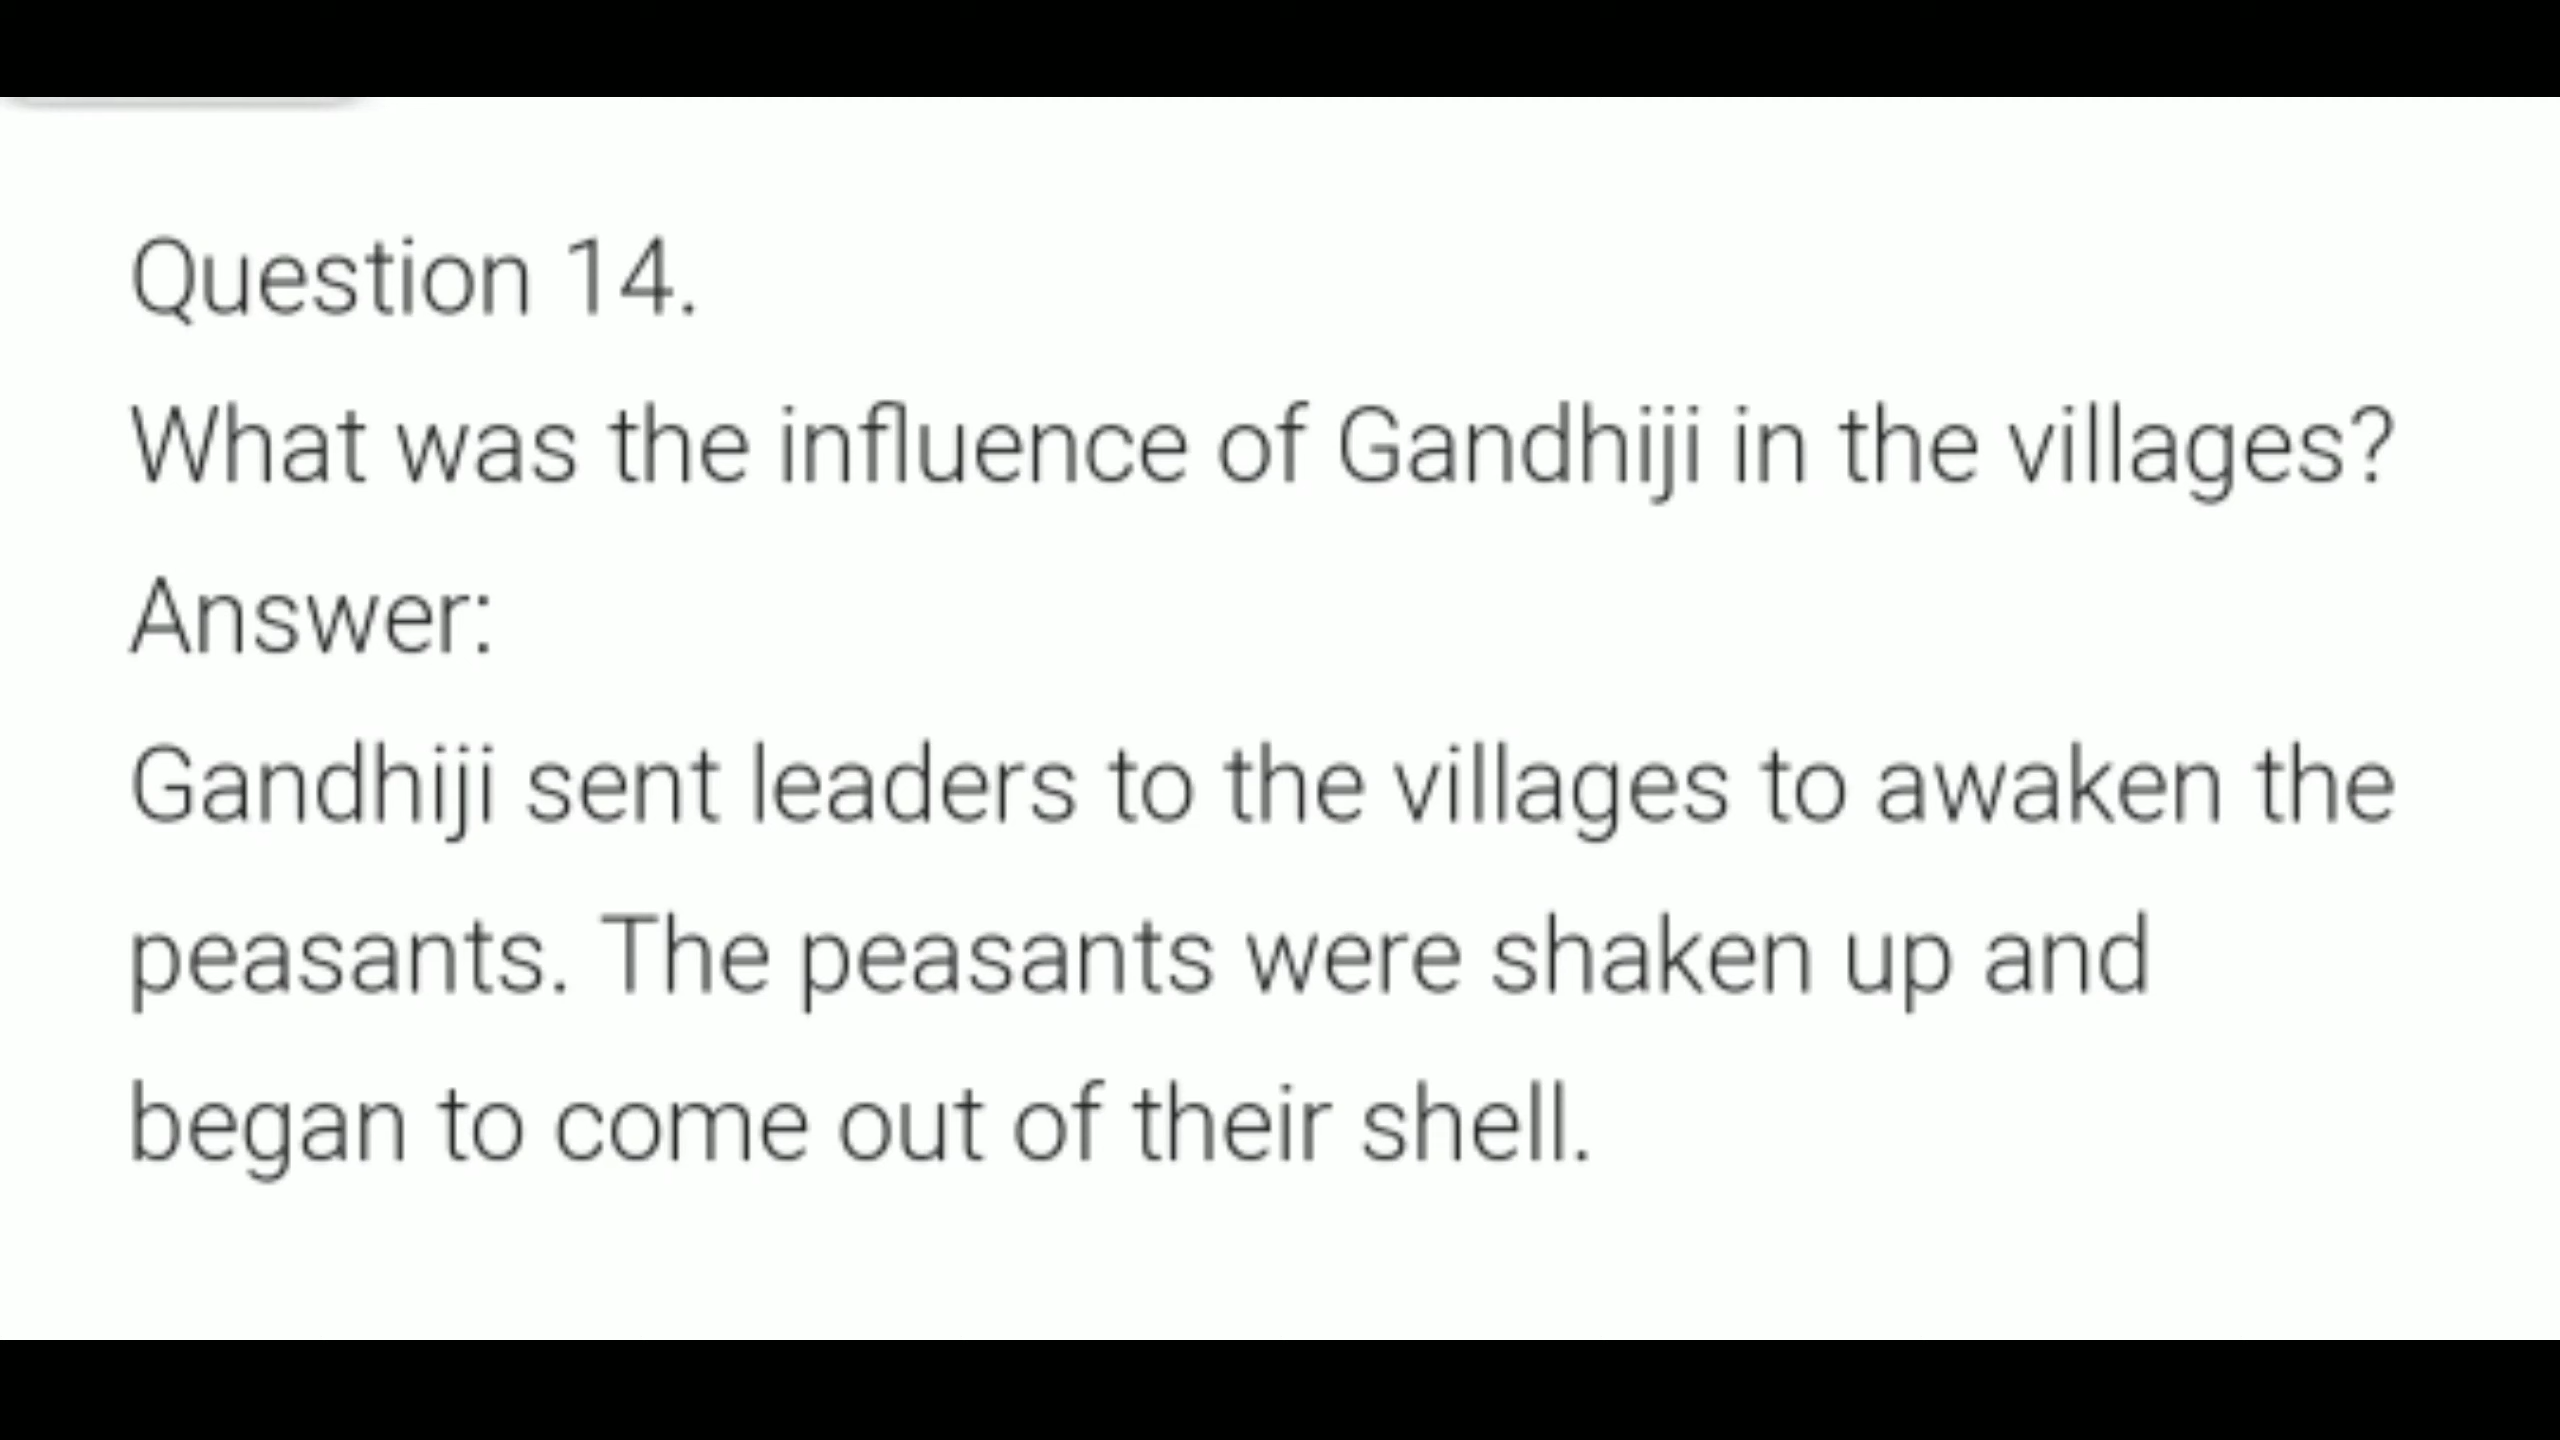 Question 14.
What was the influence of Gandhiji in the villages?
Answer:
Gandhiji sent leaders to the villages to awaken the
peasants. The peasants were shaken up and
began to come out of their shell.